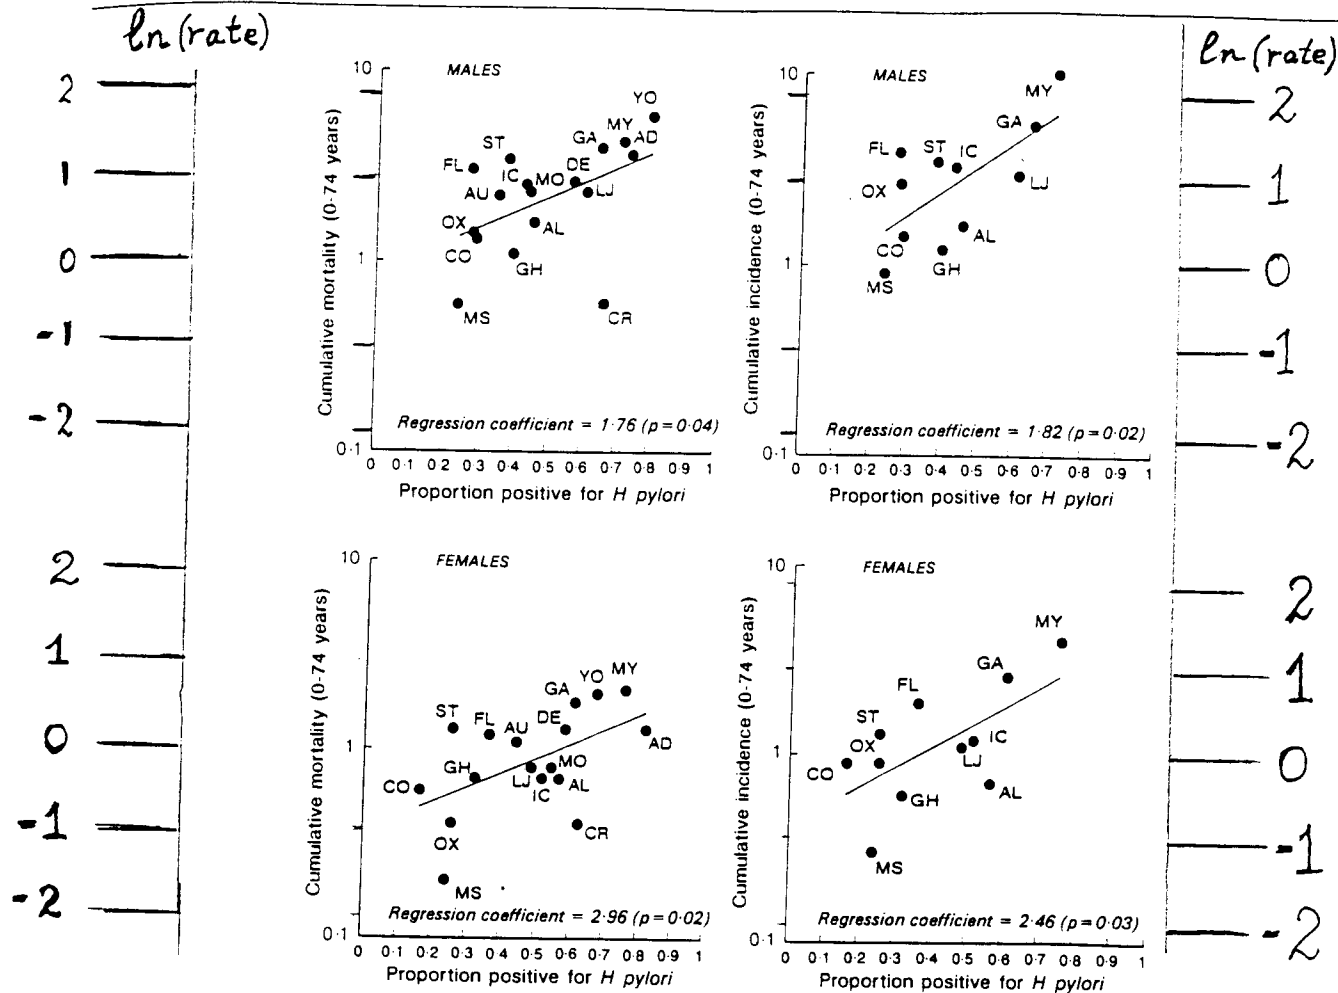 ln (rate)
2
1
0
-1
-2
2
1
0
-1
-2
MALES
Cumulative mortality (0-74 years)
10
1
0·1
YO
MY
AD
GA
ST
DE
FL
IC
MO
LJ
AU
OX
AL
CO
GH
MS
CR
Regression coefficient = 1·76 (p=0·04)
0 0·1 0·2 0·3 0·4 0·5 0·6 0·7 0·8 0·9 1
Proportion positive for H pylori
MALES
Cumulative incidence (0-74 years)
10
1
0·1
MY
GA
FL
ST
IC
OX
LJ
CO
AL
GH
MS
Regression coefficient = 1·82 (p=0·02)
0 0·1 0·2 0·3 0·4 0·5 0·6 0·7 0·8 0·9 1
Proportion positive for H pylori
FEMALES
Cumulative mortality (0-74 years)
10
1
0·1
MY
YO
GA
ST
FL
AU
DE
AD
GH
LJ
MO
IC
AL
CO
OX
CR
MS
Regression coefficient = 2·96 (p=0·02)
0 0·1 0·2 0·3 0·4 0·5 0·6 0·7 0·8 0·9 1
Proportion positive for H pylori
FEMALES
Cumulative incidence (0-74 years)
10
1
0·1
MY
GA
FL
ST
OX
IC
LJ
CO
GH
AL
MS
Regression coefficient = 2·46 (p=0·03)
0 0·1 0·2 0·3 0·4 0·5 0·6 0·7 0·8 0·9 1
Proportion positive for H pylori
ln (rate)
2
1
0
-1
-2
2
1
0
-1
-2